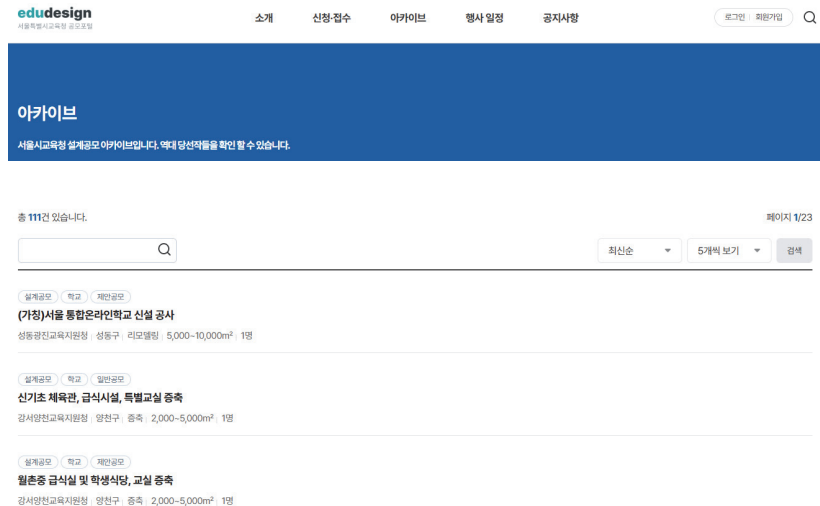 edudesign
서울특별시교육청 공모포털
소개 신청·접수 아카이브 행사 일정 공지사항 로그인 회원가입
아카이브
서울시교육청 설계공모 아카이브입니다. 역대 당선작들을 확인 할 수 있습니다.
총 111건 있습니다. 페이지 1/23
최신순 5개씩 보기 검색
설계공모 학교 제안공모
(가칭)서울 통합온라인학교 신설 공사
성동광진교육지원청 성동구 리모델링 5,000~10,000m² 1명
설계공모 학교 일반공모
신기초 체육관, 급식시설, 특별교실 증축
강서양천교육지원청 양천구 증축 2,000~5,000m² 1명
설계공모 학교 제안공모
월촌중 급식실 및 학생식당, 교실 증축
강서양천교육지원청 양천구 증축 2,000~5,000m² 1명